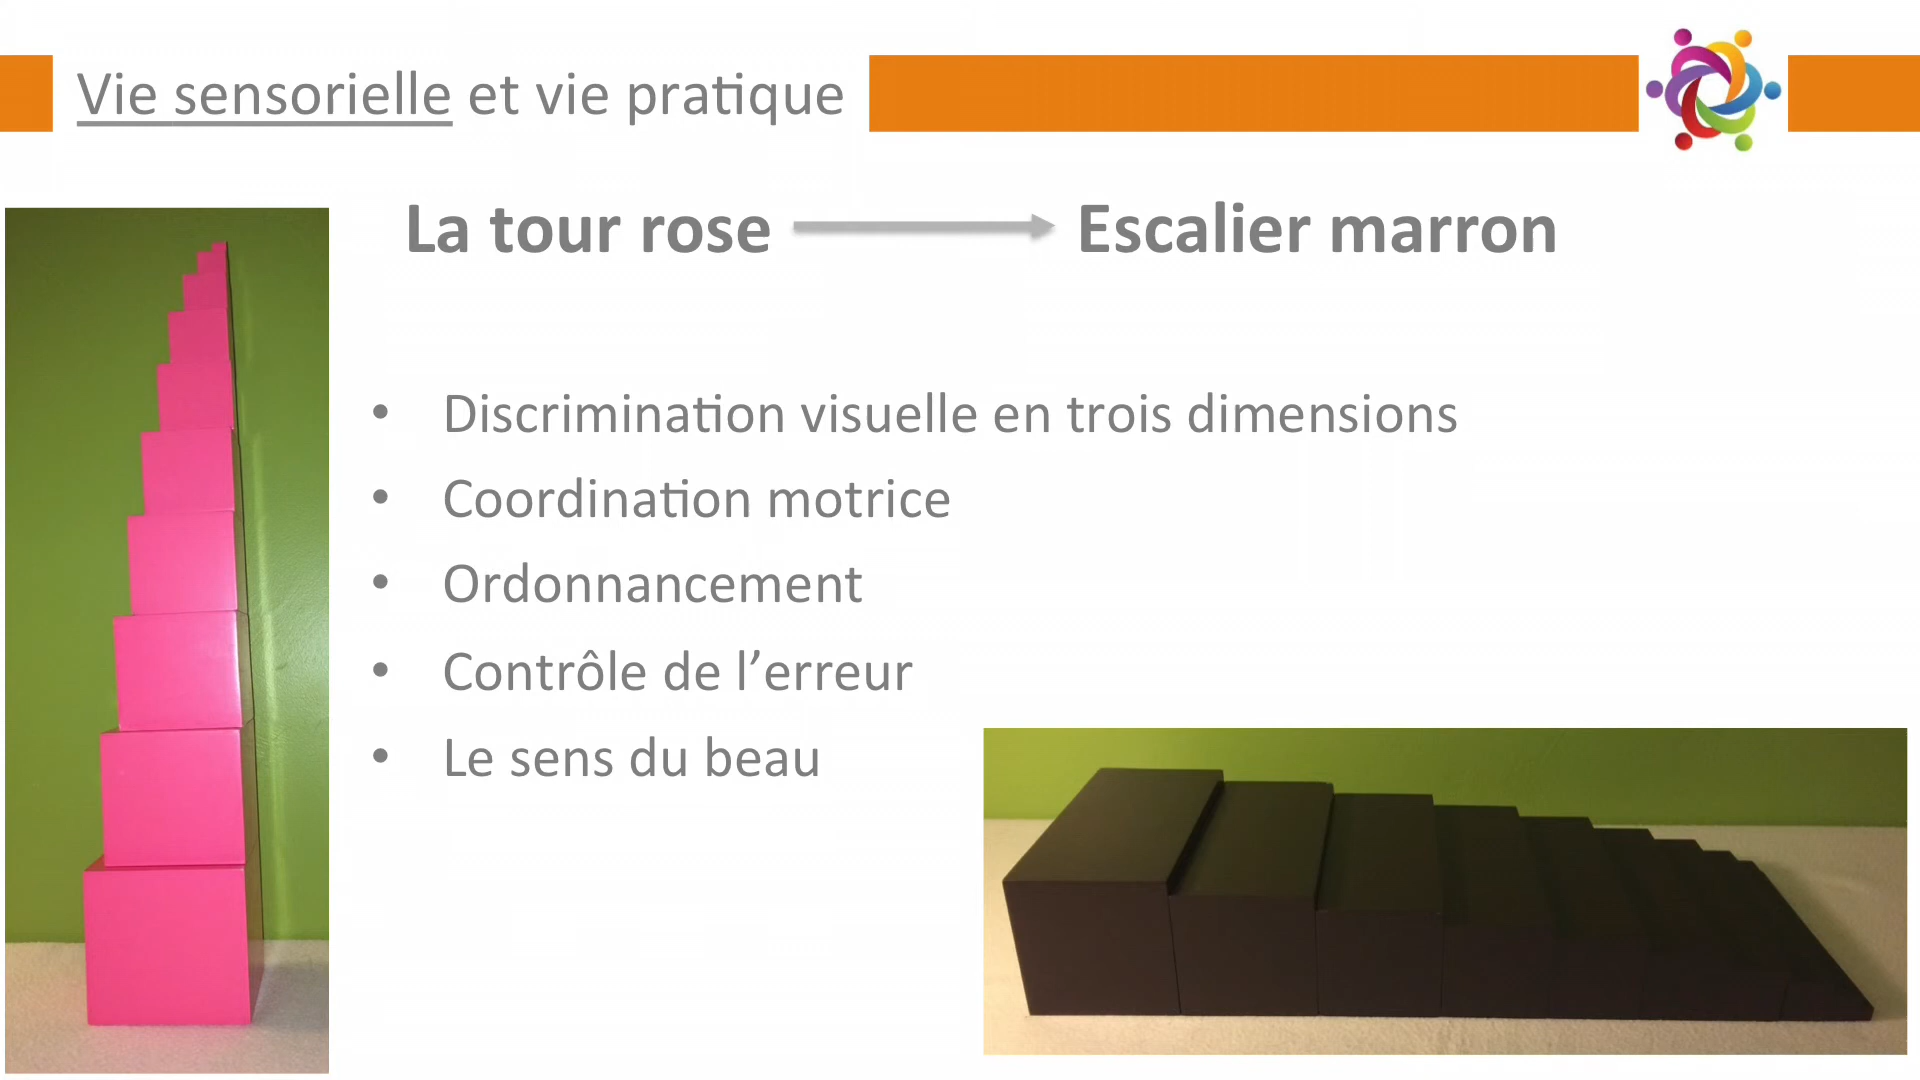 Vie sensorielle et vie pratique
La tour rose Escalier marron
• Discrimination visuelle en trois dimensions
• Coordination motrice
• Ordonnancement
• Contrôle de l’erreur
• Le sens du beau